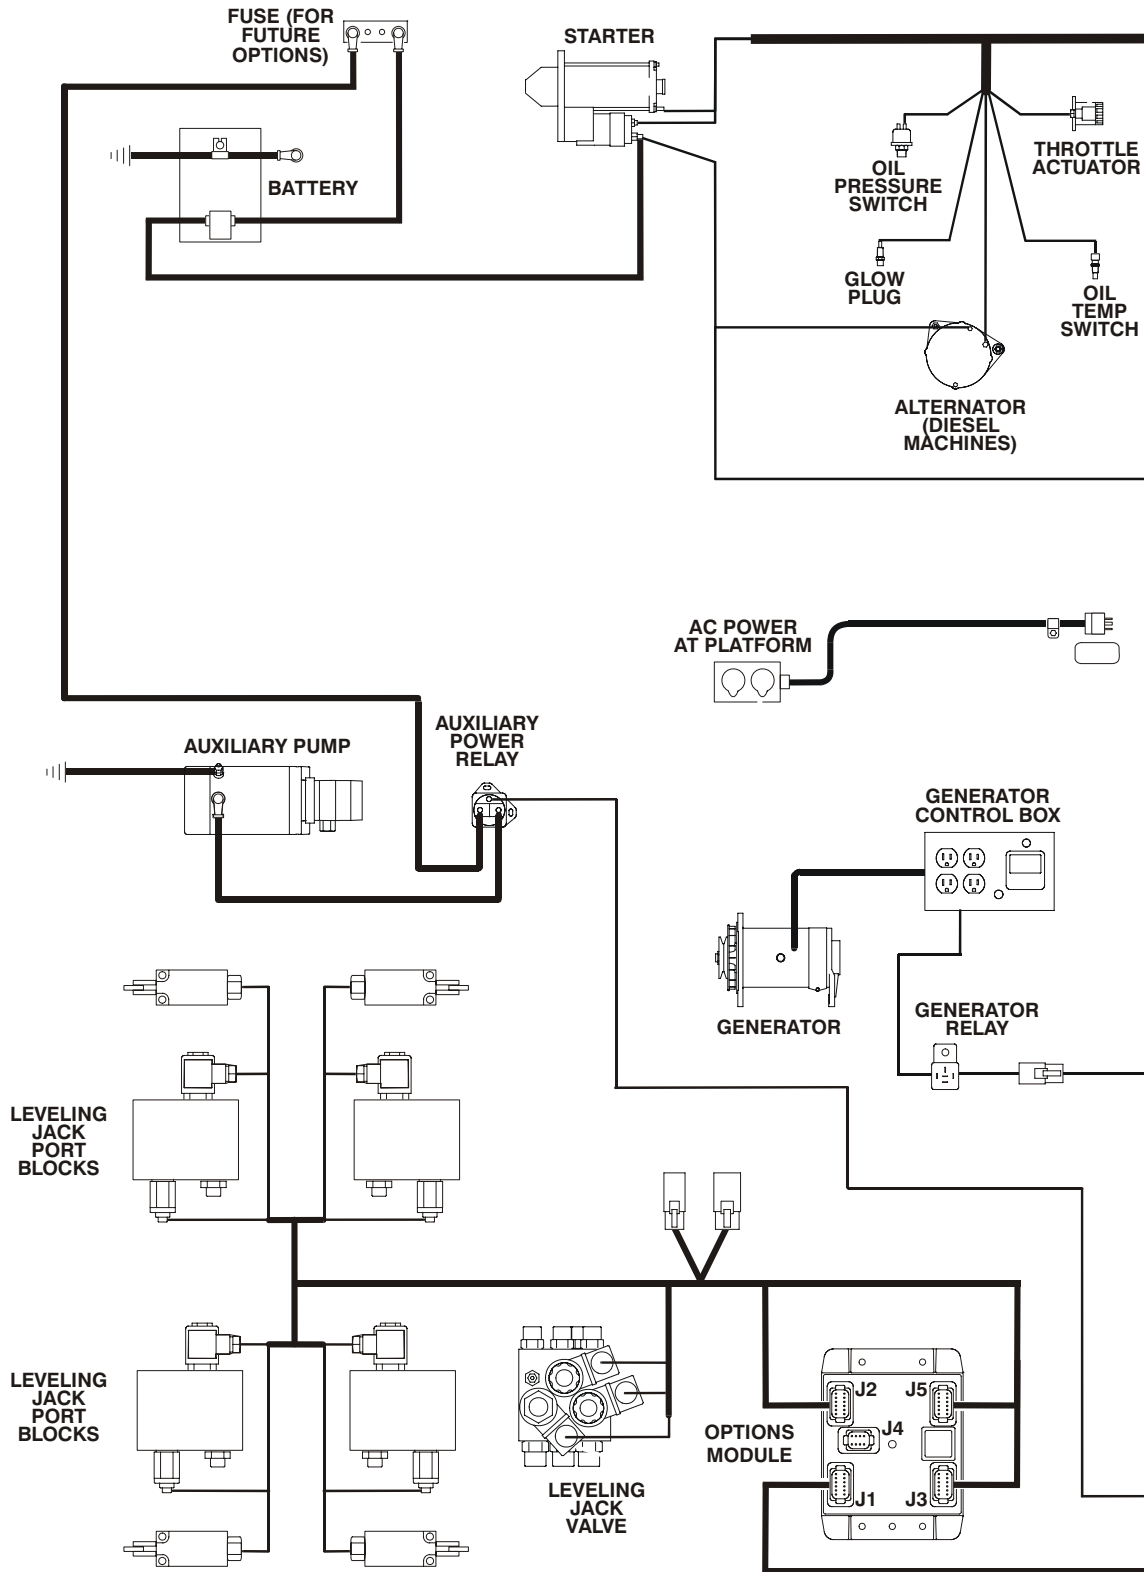 FUSE (FOR
FUTURE
OPTIONS)
STARTER
BATTERY
OIL
PRESSURE
SWITCH
THROTTLE
ACTUATOR
GLOW
PLUG
OIL
TEMP
SWITCH
ALTERNATOR
(DIESEL
MACHINES)
AC POWER
AT PLATFORM
AUXILIARY PUMP
AUXILIARY
POWER
RELAY
GENERATOR
CONTROL BOX
GENERATOR
GENERATOR
RELAY
LEVELING
JACK
PORT
BLOCKS
LEVELING
JACK
PORT
BLOCKS
LEVELING
JACK
VALVE
OPTIONS
MODULE
J2
J5
J4
J1
J3